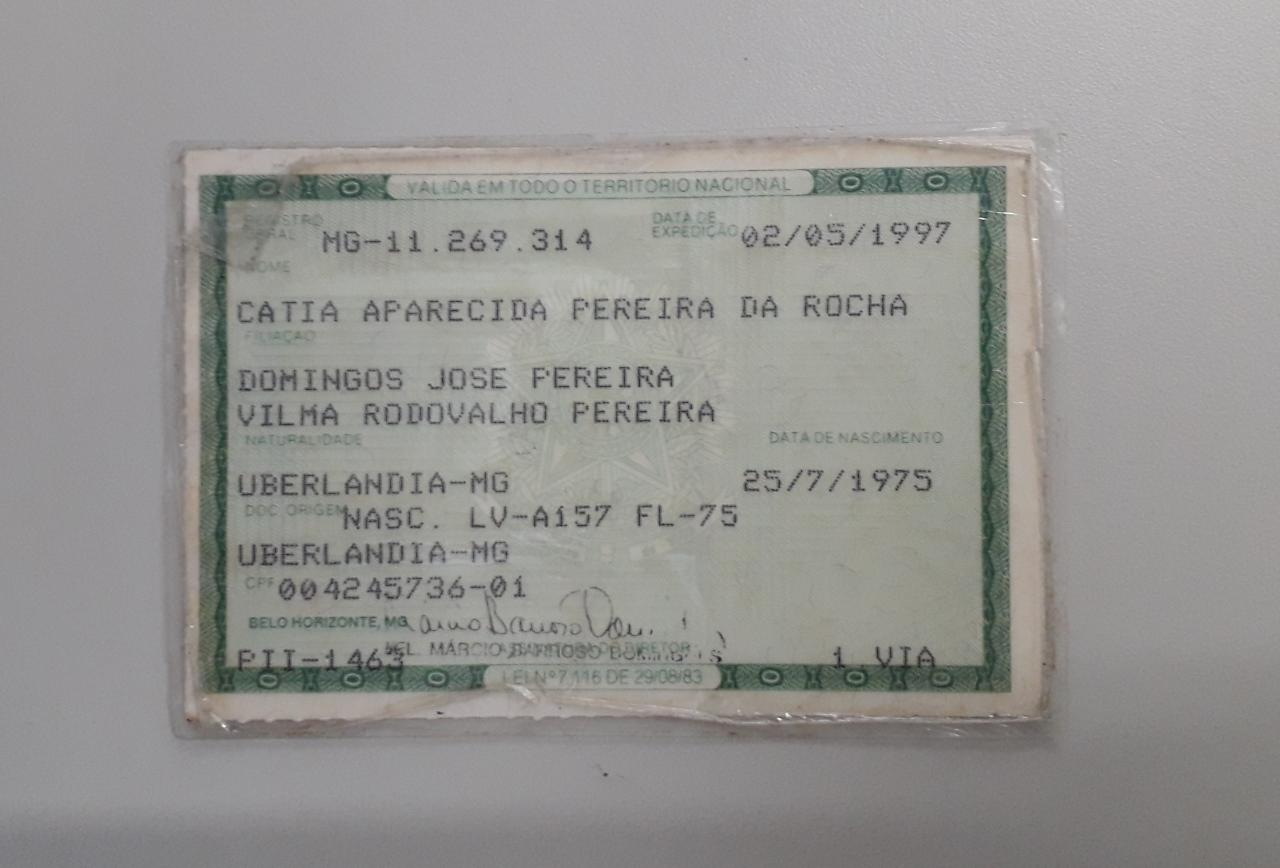 VALIDA EM TODO O TERRITORIO NACIONAL
REGISTRO GERAL MG-11.269.314 DATA DE EXPEDIÇÃO 02/05/1997
NOME
CATIA APARECIDA PEREIRA DA ROCHA
FILIAÇÃO
DOMINGOS JOSE PEREIRA
VILMA RODOVALHO PEREIRA
NATURALIDADE DATA DE NASCIMENTO
UBERLANDIA-MG 25/7/1975
DOC ORIGEM NASC. LV-A157 FL-75
UBERLANDIA-MG
CPF 004245736-01
BELO HORIZONTE, MG
PII-1463 BEL. MÁRCIO BARROSO 1 VIA
LEI Nº 7.116 DE 29/08/83